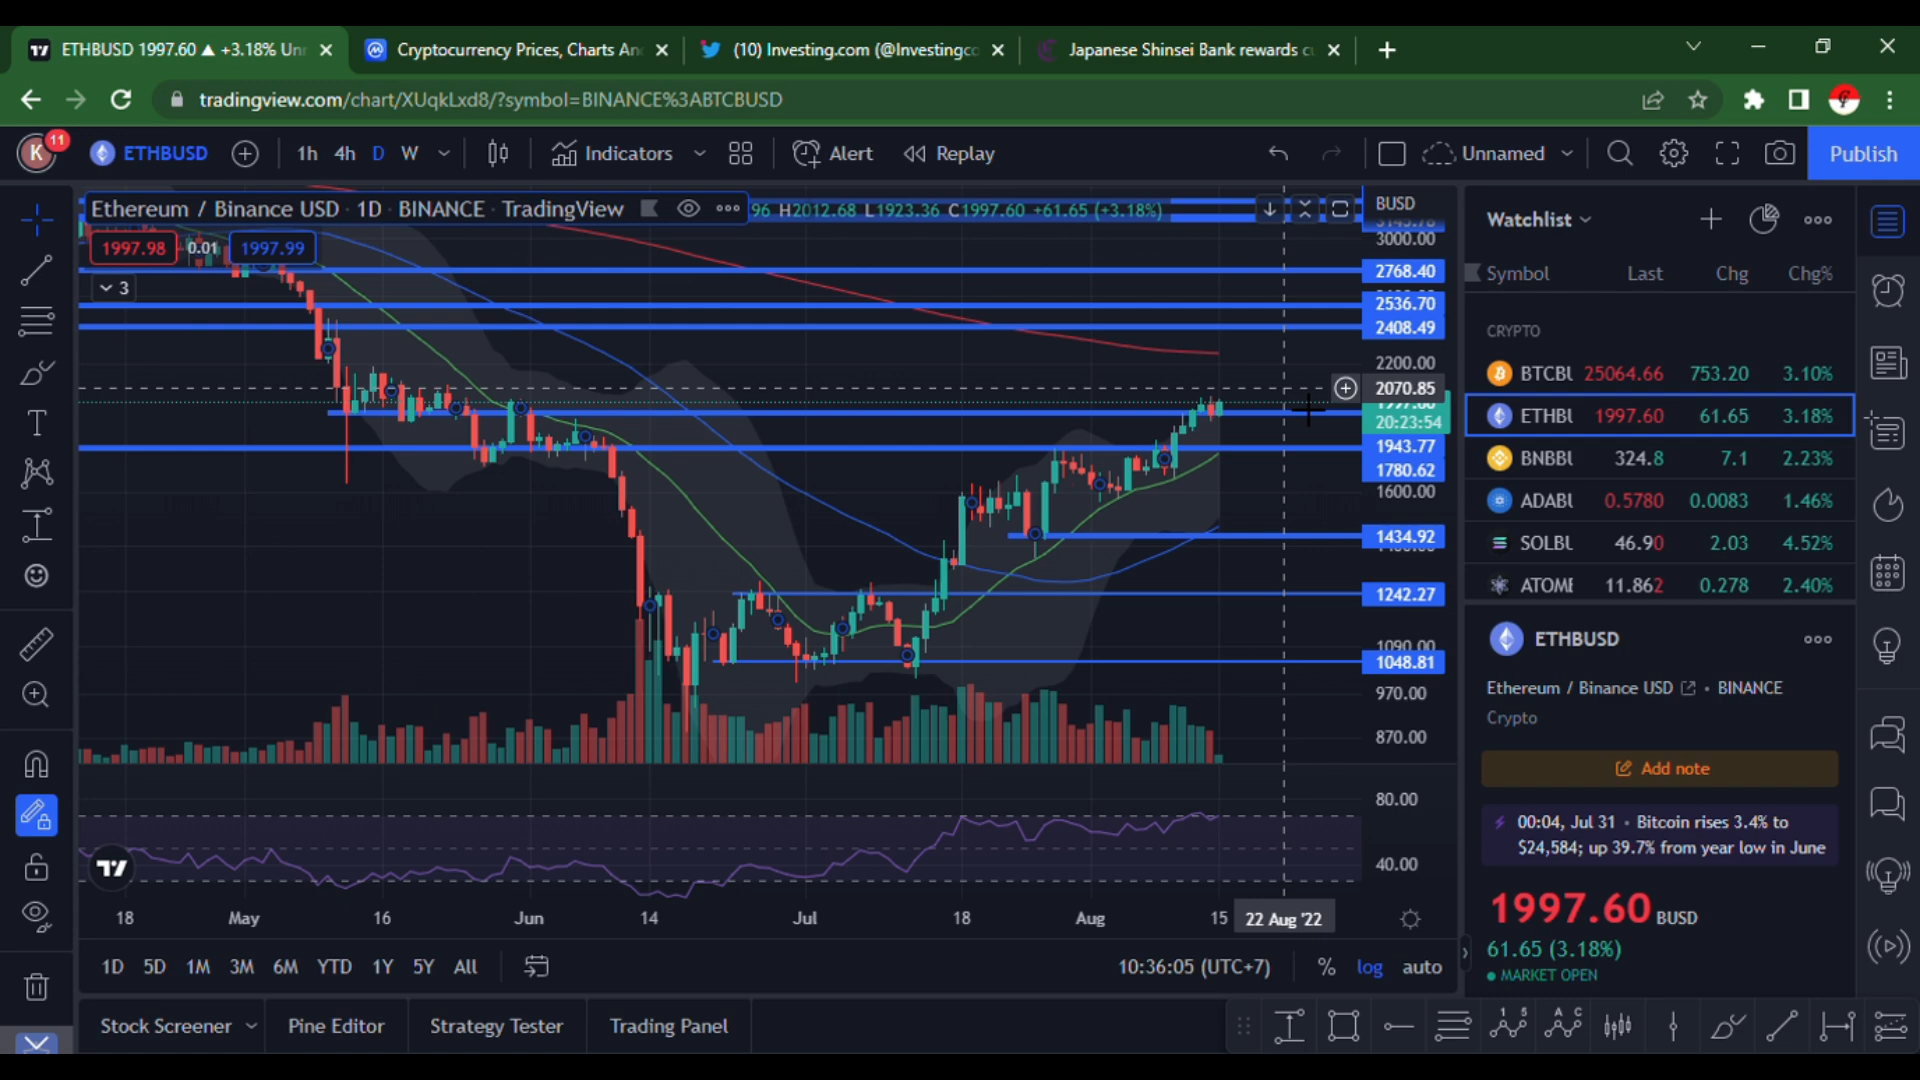 ETHBUSD 1997.60 ▲ +3.18% Unn
Cryptocurrency Prices, Charts An
(10) Investing.com (@Investingco
Japanese Shinsei Bank rewards cu
tradingview.com/chart/XUqkLxd8/?symbol=BINANCE%3ABTCBUSD
K
11
ETHBUSD
1h 4h D W
Indicators
Alert
Replay
Unnamed
Publish
Ethereum / Binance USD · 1D · BINANCE · TradingView
96 H2012.68 L1923.36 C1997.60 +61.65 (+3.18%)
1997.98 0.01 1997.99
3
BUSD
3145.78
3000.00
2768.40
2536.70
2408.49
2200.00
2070.85
1997.60
20:23:54
1943.77
1780.62
1600.00
1434.92
1242.27
1090.00
1048.81
970.00
870.00
80.00
40.00
18 May 16 Jun 14 Jul 18 Aug 15 22 Aug '22
1D 5D 1M 3M 6M YTD 1Y 5Y All
10:36:05 (UTC+7) % log auto
Stock Screener Pine Editor Strategy Tester Trading Panel
Watchlist
Symbol Last Chg Chg%
CRYPTO
BTCBU 25064.66 753.20 3.10%
ETHBU 1997.60 61.65 3.18%
BNBBU 324.8 7.1 2.23%
ADABU 0.5780 0.0083 1.46%
SOLBU 46.90 2.03 4.52%
ATOME 11.862 0.278 2.40%
ETHBUSD
Ethereum / Binance USD • BINANCE
Crypto
Add note
00:04, Jul 31 • Bitcoin rises 3.4% to
$24,584; up 39.7% from year low in June
1997.60 BUSD
61.65 (3.18%)
MARKET OPEN